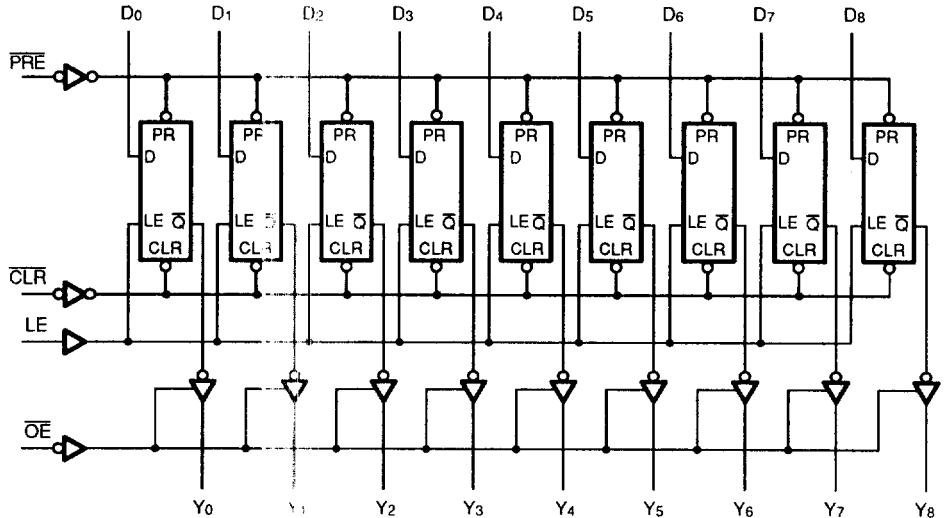 D₀ D₁ D₂ D₃ D₄ D₅ D₆ D₇ D₈
P̅R̅E̅
PR PR PR PR PR PR PR PR PR
D D D D D D D D D
LE Q̅ LE LE Q̅ LE Q̅ LE Q̅ LE Q̅ LE Q̅ LE Q̅ LE Q̅
CLR CLR CLR CLR CLR CLR CLR CLR CLR
C̅L̅R̅
LE
O̅E̅
Y₀ Y₁ Y₂ Y₃ Y₄ Y₅ Y₆ Y₇ Y₈